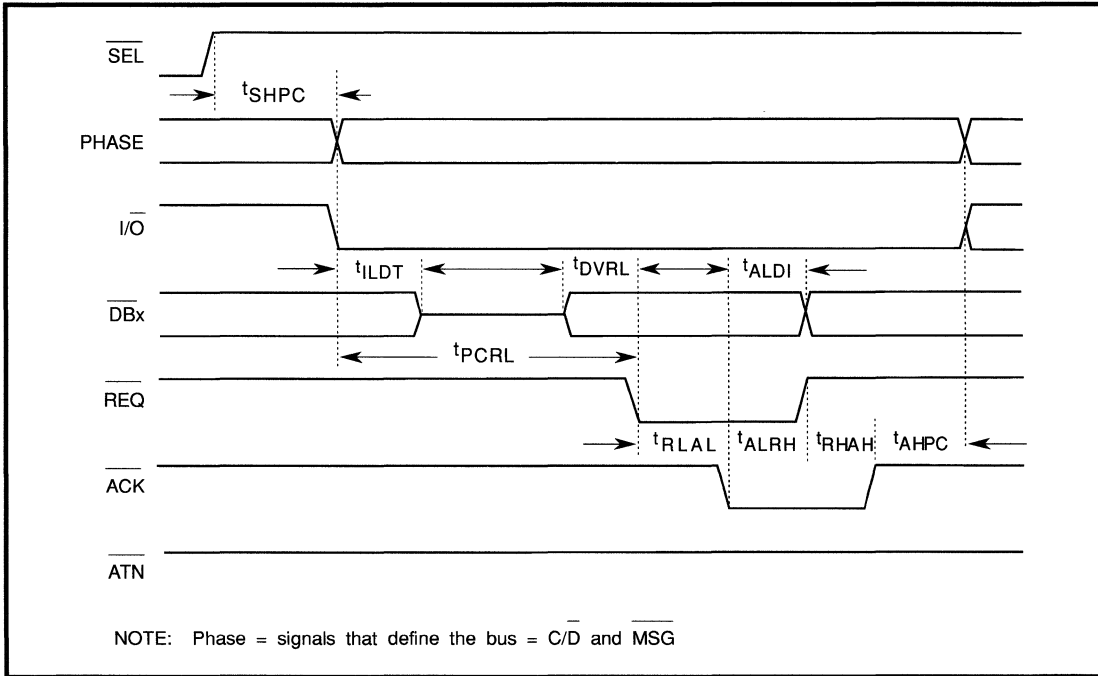 SEL
tSHPC
PHASE
I/O
tILDT tDVRL tALDI
DBx
tPCRL
REQ
tRLAL tALRH tRHAH tAHPC
ACK
ATN
NOTE: Phase = signals that define the bus = C/D and MSG